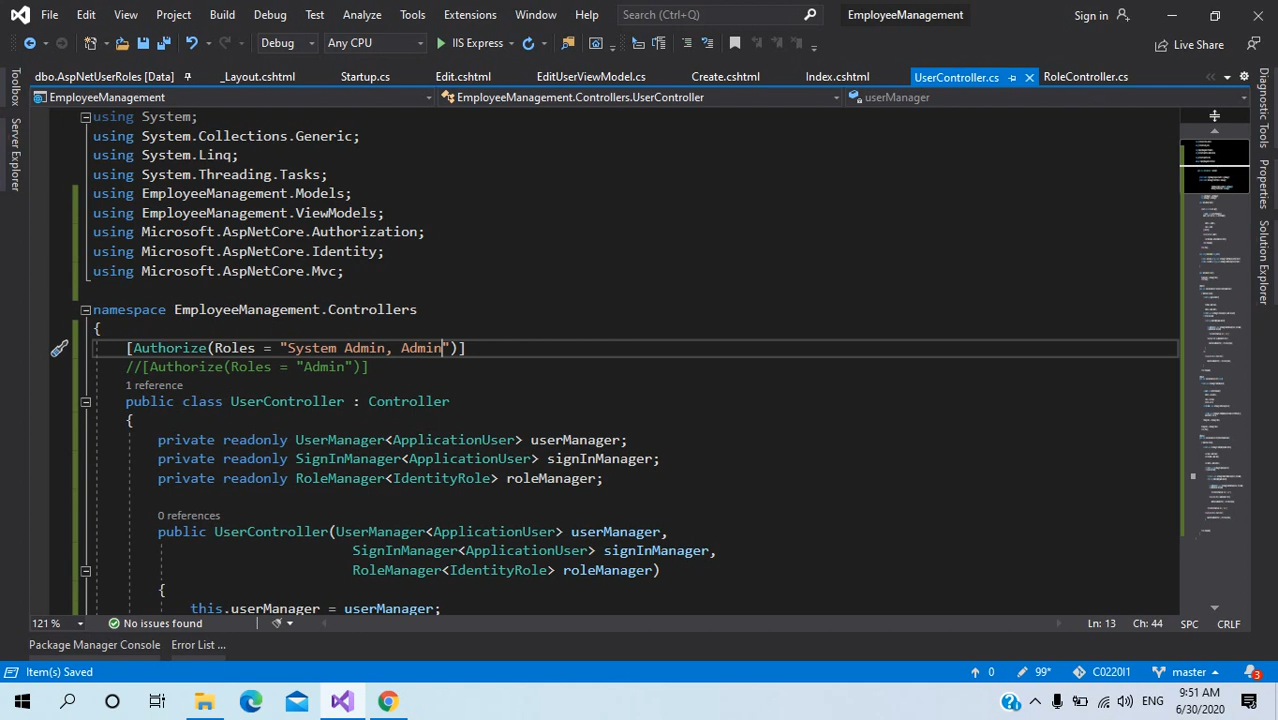 File Edit View Project Build Debug Test Analyze Tools Extensions Window Help Search (Ctrl+Q) EmployeeManagement Sign in
Debug Any CPU IIS Express Live Share
dbo.AspNetUserRoles [Data] _Layout.cshtml Startup.cs Edit.cshtml EditUserViewModel.cs Create.cshtml Index.cshtml UserController.cs RoleController.cs
EmployeeManagement EmployeeManagement.Controllers.UserController userManager
Toolbox
Server Explorer
Diagnostic Tools
Properties
Solution Explorer
using System;
using System.Collections.Generic;
using System.Linq;
using System.Threading.Tasks;
using EmployeeManagement.Models;
using EmployeeManagement.ViewModels;
using Microsoft.AspNetCore.Authorization;
using Microsoft.AspNetCore.Identity;
using Microsoft.AspNetCore.Mvc;
namespace EmployeeManagement.Controllers
{
[Authorize(Roles = "System Admin, Admin")]
//[Authorize(Roles = "Admin")]
1 reference
public class UserController : Controller
{
private readonly UserManager<ApplicationUser> userManager;
private readonly SignInManager<ApplicationUser> signInManager;
private readonly RoleManager<IdentityRole> roleManager;
0 references
public UserController(UserManager<ApplicationUser> userManager,
SignInManager<ApplicationUser> signInManager,
RoleManager<IdentityRole> roleManager)
{
this.userManager = userManager;
121 % No issues found Ln: 13 Ch: 44 SPC CRLF
Package Manager Console Error List ...
Item(s) Saved 0 99* C0220I1 master 3
ENG 9:51 AM
6/30/2020